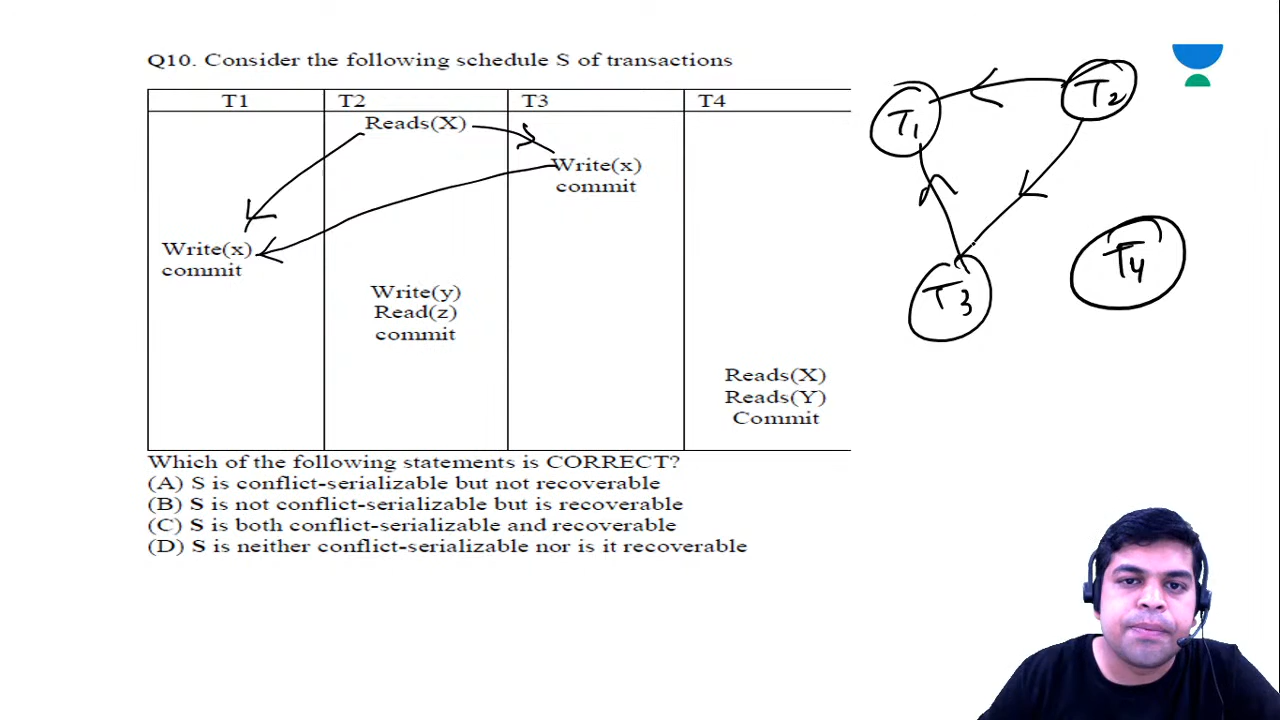 Q10. Consider the following schedule S of transactions
T1 T2 T3 T4
Reads(X)
Write(x)
commit
Write(x)
commit
Write(y)
Read(z)
commit
Reads(X)
Reads(Y)
Commit
Which of the following statements is CORRECT?
(A) S is conflict-serializable but not recoverable
(B) S is not conflict-serializable but is recoverable
(C) S is both conflict-serializable and recoverable
(D) S is neither conflict-serializable nor is it recoverable
T1
T2
T3
T4